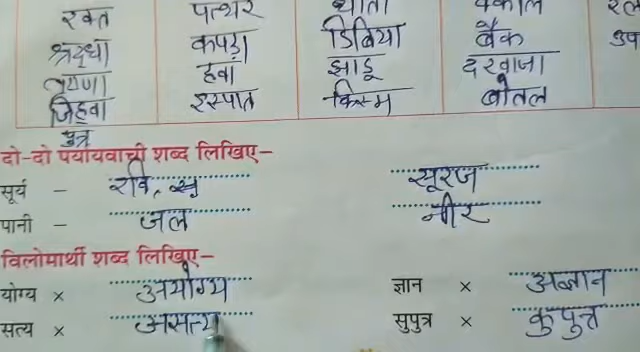 रक्त पत्थर
श्रद्धा कपड़ा डिबिया बैंक
हवा झाडू दरवाजा
जिहवा इस्पात किस्म बोतल
पुत्र
दो-दो पर्यायवाची शब्द लिखिए-
सूर्य - रवि, सूरज
पानी - जल नीर
विलोमार्थी शब्द लिखिए-
योग्य × अयोग्य ज्ञान × अज्ञान
सत्य × असत्य सुपुत्र × कुपुत्र